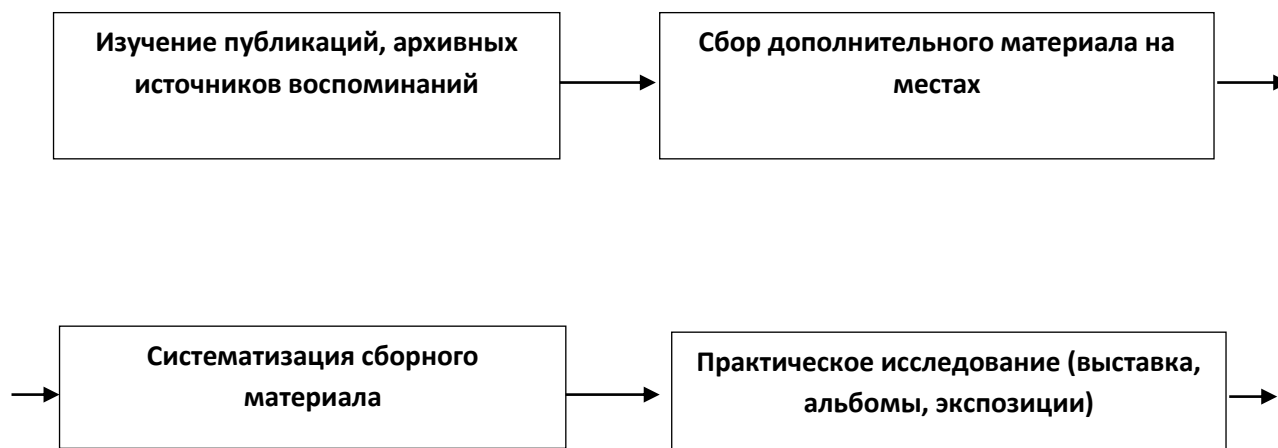 Изучение публикаций, архивных
источников воспоминаний
Сбор дополнительного материала на
местах
Систематизация сборного
материала
Практическое исследование (выставка,
альбомы, экспозиции)